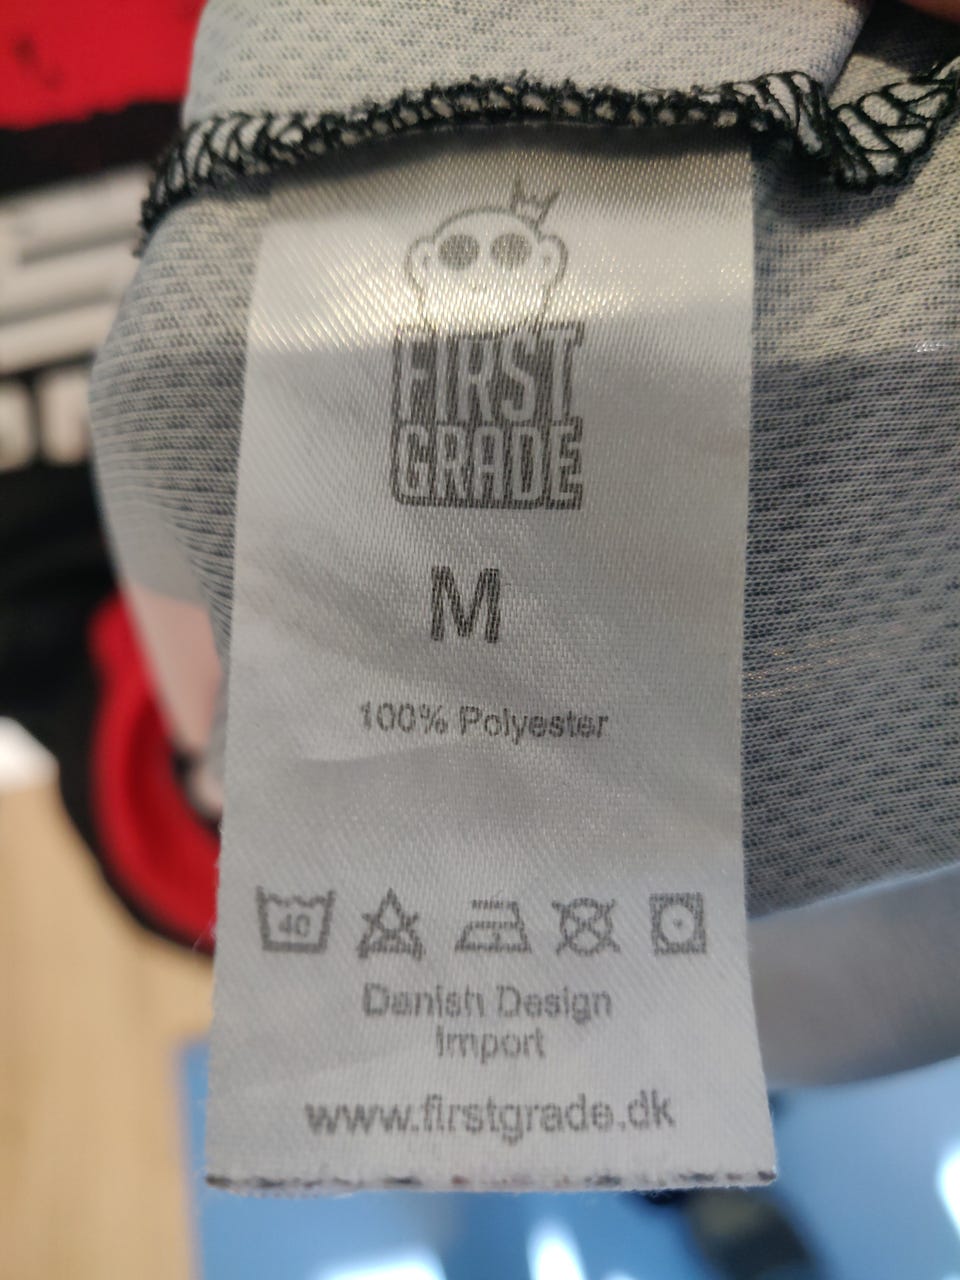 FIRST
GRADE
M
100% Polyester
40
Danish Design
Import
www.firstgrade.dk